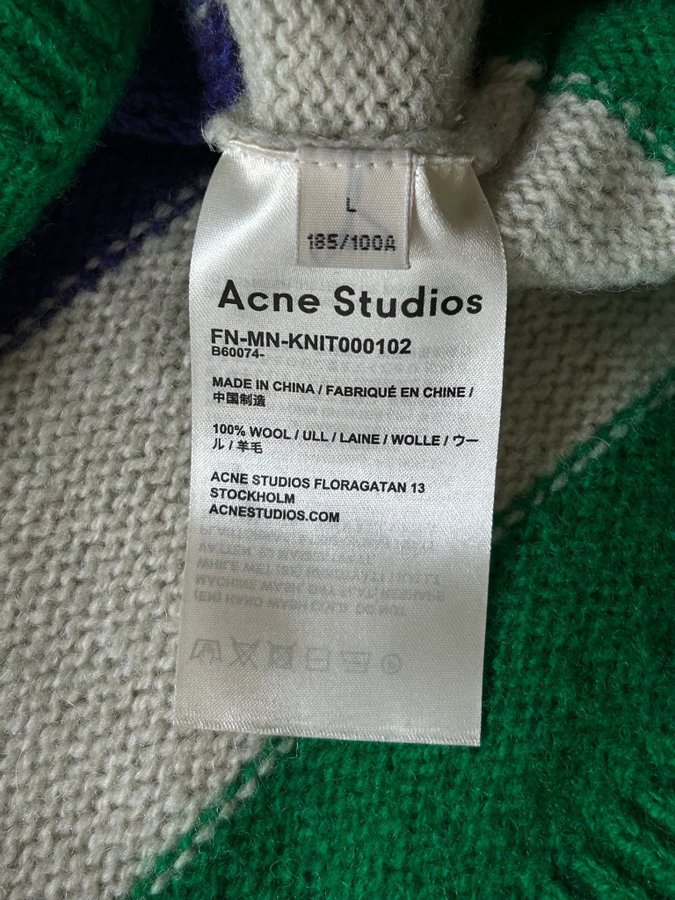 L
185/100A
Acne Studios
FN-MN-KNIT000102
B60074-
MADE IN CHINA / FABRIQUÉ EN CHINE /
中国制造
100% WOOL / ULL / LAINE / WOLLE / ウー
ル / 羊毛
ACNE STUDIOS FLORAGATAN 13
STOCKHOLM
ACNESTUDIOS.COM